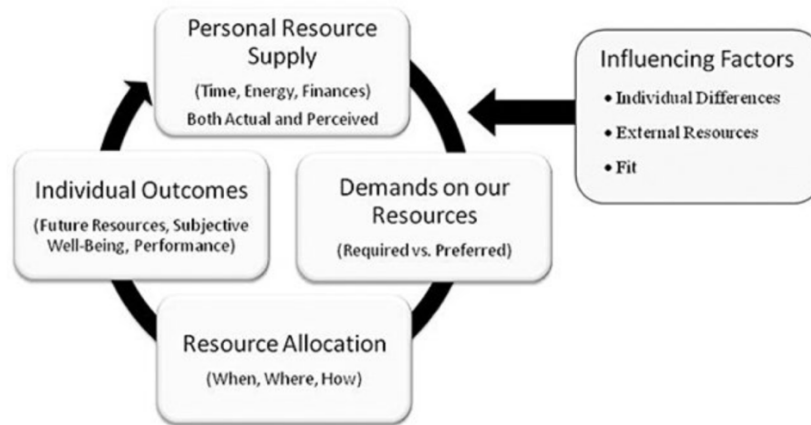 Personal Resource
Supply
(Time, Energy, Finances)
Both Actual and Perceived
Influencing Factors
• Individual Differences
• External Resources
• Fit
Individual Outcomes
(Future Resources, Subjective
Well-Being, Performance)
Demands on our
Resources
(Required vs. Preferred)
Resource Allocation
(When, Where, How)